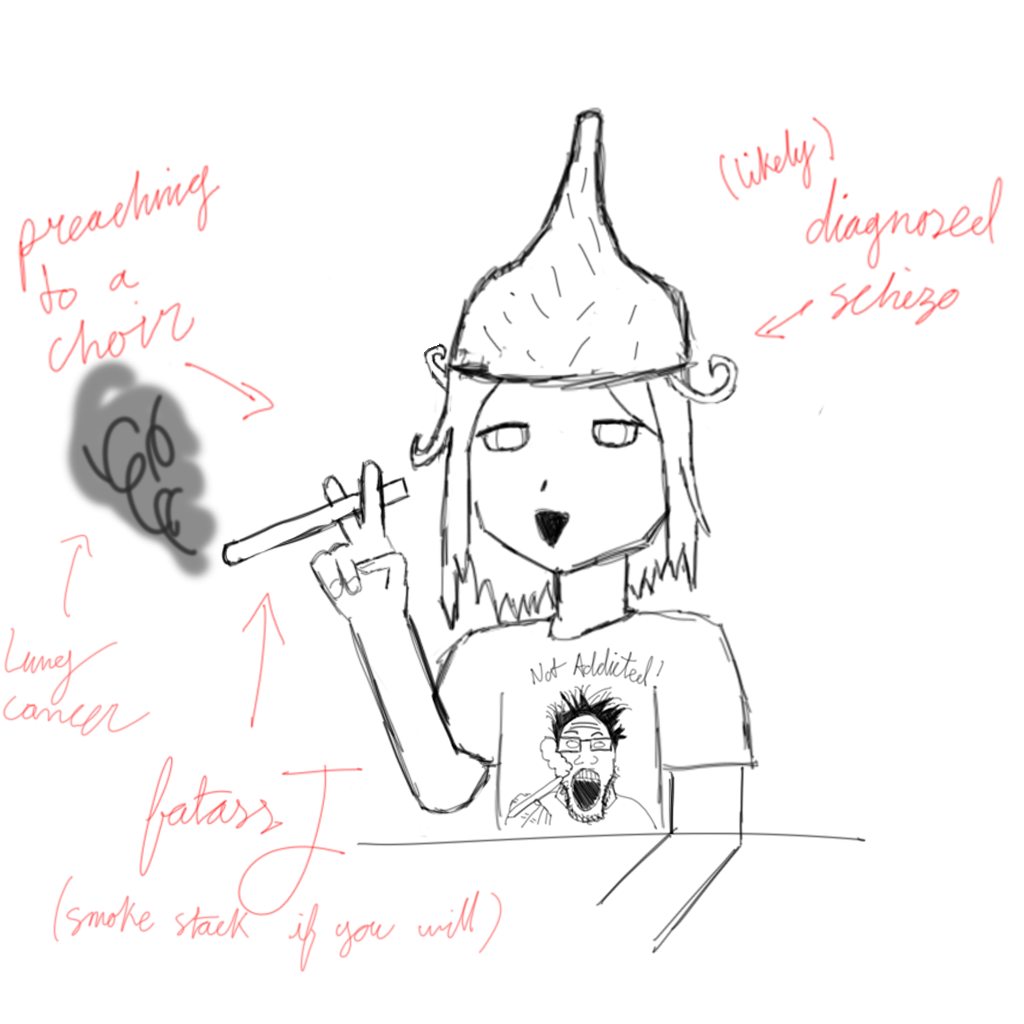 (likely)
diagnosed
schizo
preaching
to a
choir
Lung
cancer
Not Addicted!
fatass J
(smoke stack if you will)